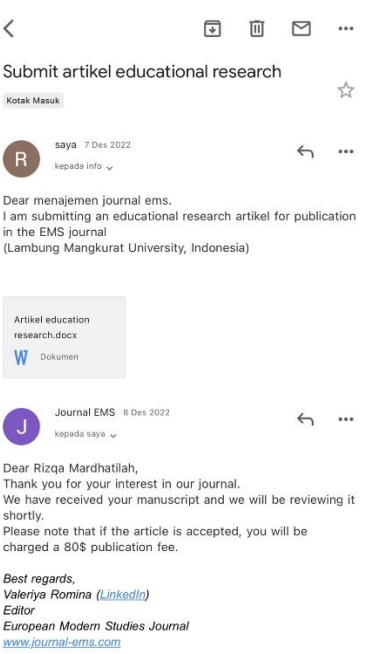 Submit artikel educational research
Kotak Masuk
R
saya 7 Des 2022
kepada info
Dear menajemen journal ems.
I am submitting an educational research artikel for publication
in the EMS journal
(Lambung Mangkurat University, Indonesia)
Artikel education
research.docx
W Dokumen
J
Journal EMS 8 Des 2022
kepada saya
Dear Rizqa Mardhatilah,
Thank you for your interest in our journal.
We have received your manuscript and we will be reviewing it
shortly.
Please note that if the article is accepted, you will be
charged a 80$ publication fee.
Best regards,
Valeriya Romina (LinkedIn)
Editor
European Modern Studies Journal
www.journal-ems.com